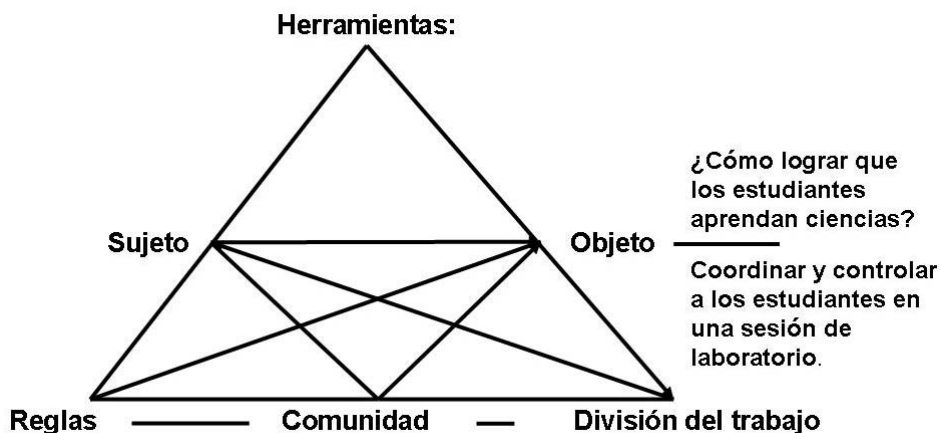 Herramientas:
¿Cómo lograr que
los estudiantes
aprendan ciencias?
Sujeto
Objeto
Coordinar y controlar
a los estudiantes en
una sesión de
laboratorio.
Reglas
Comunidad
División del trabajo